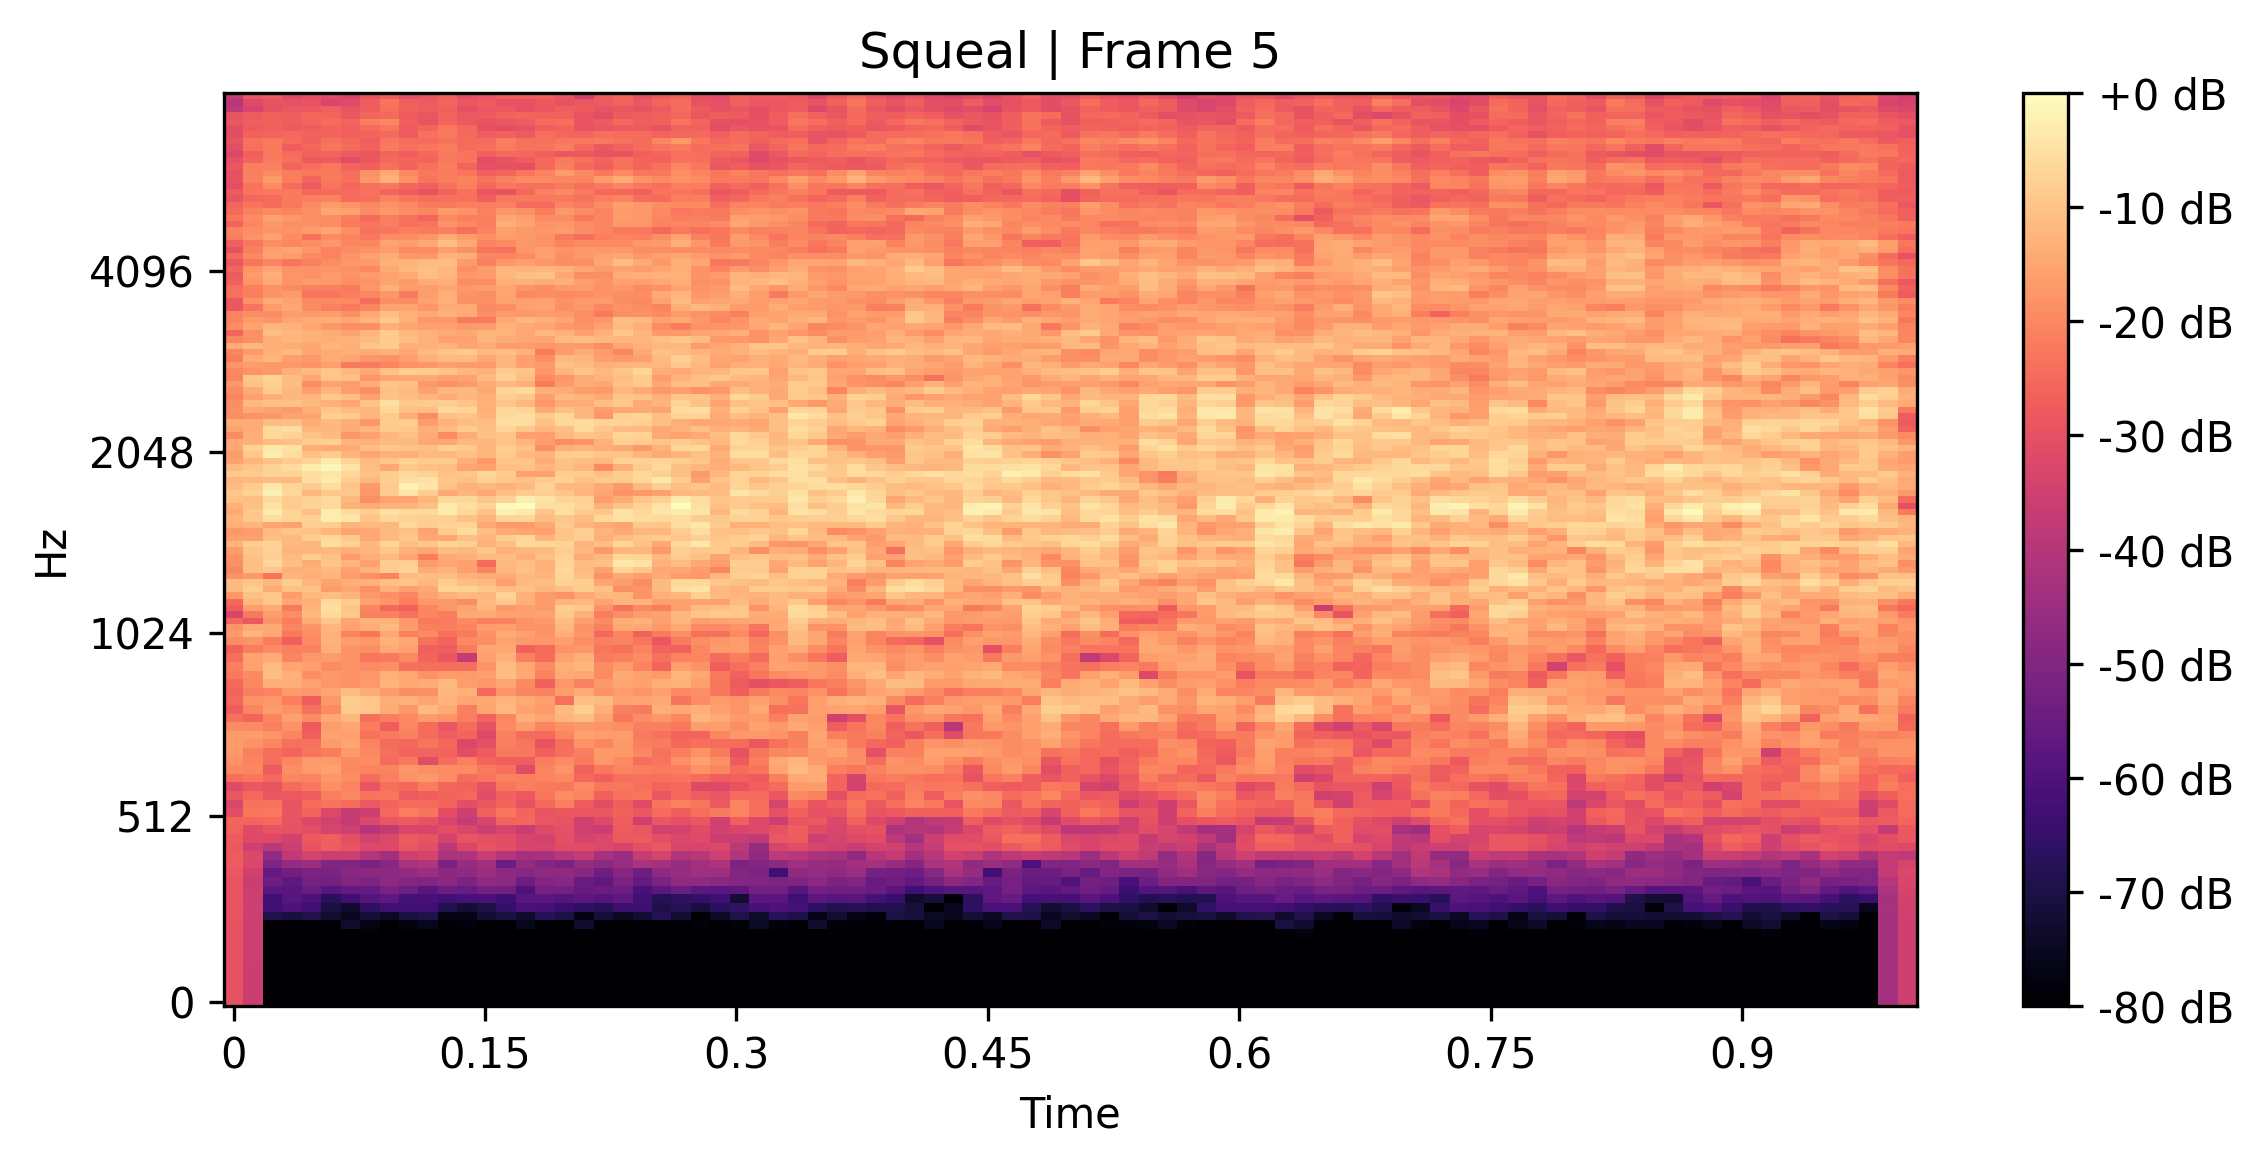 Squeal | Frame 5
Hz
4096
2048
1024
512
0
0 0.15 0.3 0.45 0.6 0.75 0.9
Time
+0 dB
-10 dB
-20 dB
-30 dB
-40 dB
-50 dB
-60 dB
-70 dB
-80 dB